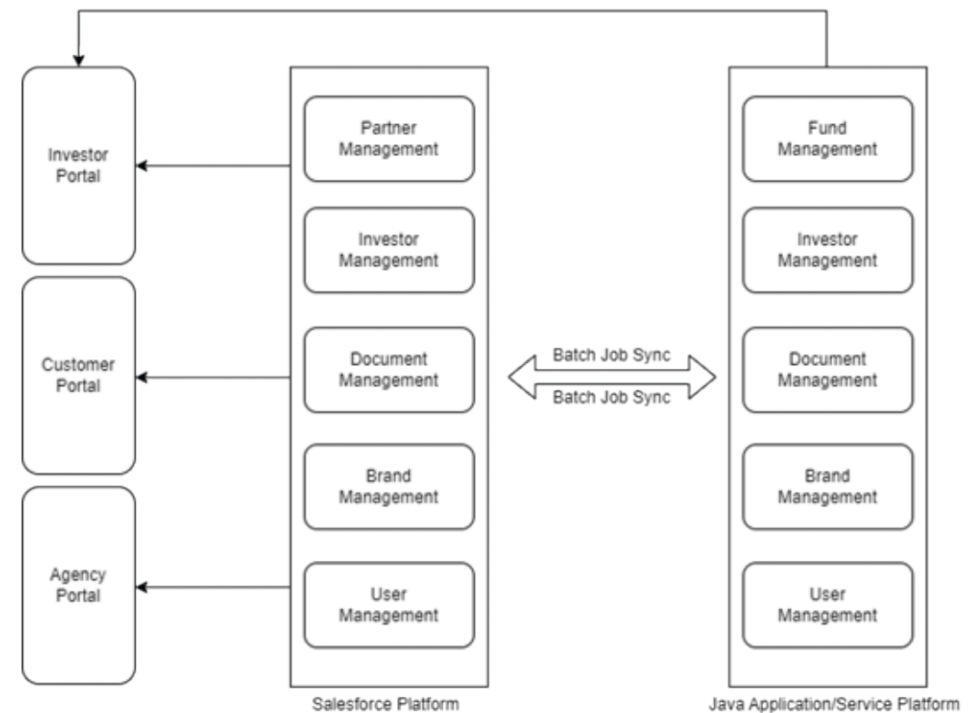 Investor
Portal
Customer
Portal
Agency
Portal
Partner
Management
Investor
Management
Document
Management
Brand
Management
User
Management
Salesforce Platform
Batch Job Sync
Batch Job Sync
Fund
Management
Investor
Management
Document
Management
Brand
Management
User
Management
Java Application/Service Platform